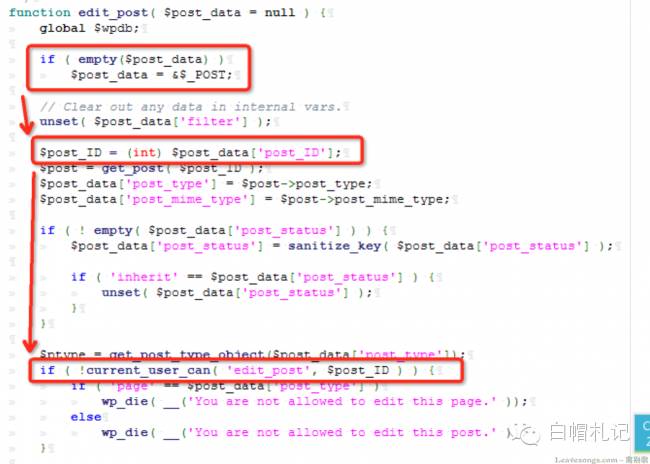 function edit_post( $post_data = null ) {
global $wpdb;
if ( empty($post_data) )
$post_data = &$_POST;
// Clear out any data in internal vars.
unset( $post_data['filter'] );
$post_ID = (int) $post_data['post_ID'];
$post = get_post( $post_ID );
$post_data['post_type'] = $post->post_type;
$post_data['post_mime_type'] = $post->post_mime_type;
if ( ! empty( $post_data['post_status'] ) ) {
$post_data['post_status'] = sanitize_key( $post_data['post_status'] );
if ( 'inherit' == $post_data['post_status'] ) {
unset( $post_data['post_status'] );
}
}
$ptype = get_post_type_object($post_data['post_type']);
if ( !current_user_can( 'edit_post', $post_ID ) ) {
if ( 'page' == $post_data['post_type'] )
wp_die( __('You are not allowed to edit this page.' ));
else
wp_die( __('You are not allowed to edit this post.' ));
}
白帽札记
Leavesongs.com